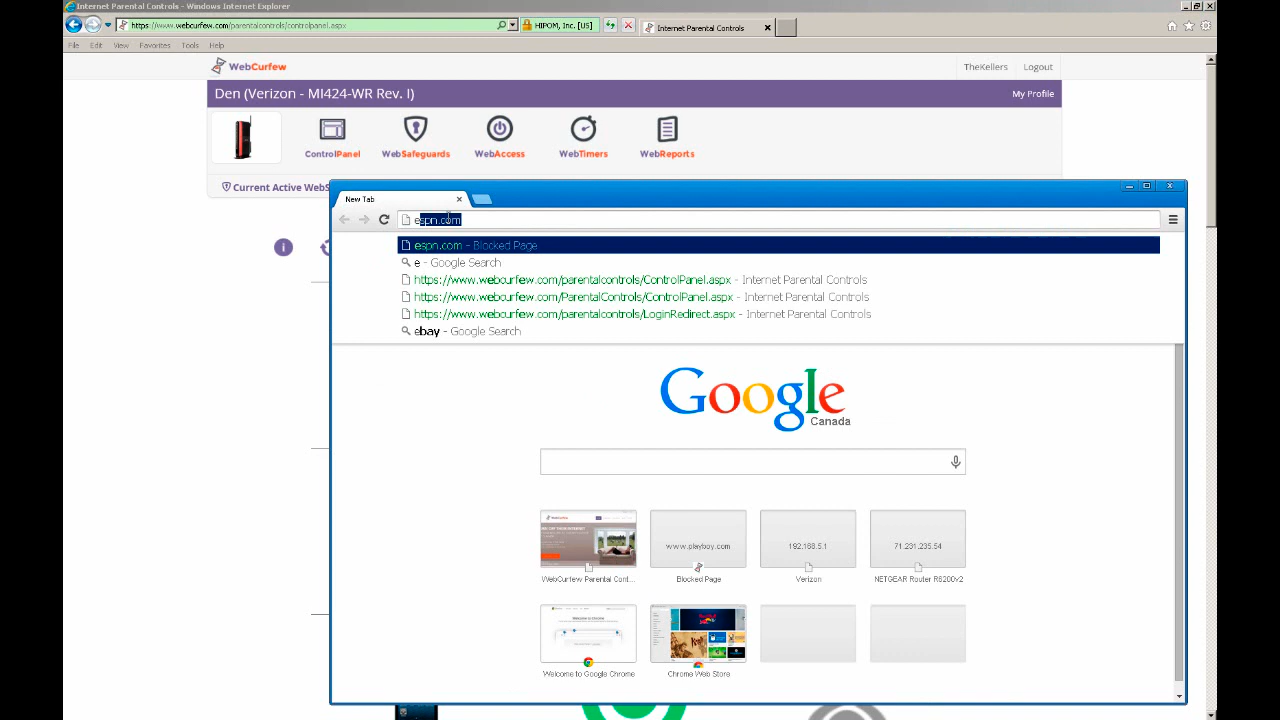 Internet Parental Controls - Windows Internet Explorer
https://www.webcurfew.com/parentalcontrols/controlpanel.aspx
HIPOM, Inc. [US]
Internet Parental Controls
File Edit View Favorites Tools Help
WebCurfew
TheKellers
Logout
Den (Verizon - MI424-WR Rev. I)
My Profile
ControlPanel
WebSafeguards
WebAccess
WebTimers
WebReports
Current Active WebS
New Tab
espn.com
espn.com - Blocked Page
e - Google Search
https://www.webcurfew.com/parentalcontrols/ControlPanel.aspx - Internet Parental Controls
https://www.webcurfew.com/ParentalControls/ControlPanel.aspx - Internet Parental Controls
https://www.webcurfew.com/parentalcontrols/LoginRedirect.aspx - Internet Parental Controls
ebay - Google Search
Google
Canada
www.playboy.com
192.168.5.1
71.231.235.54
WebCurfew Parental Cont...
Blocked Page
Verizon
NETGEAR Router R6200v2
Welcome to Google Chrome
Chrome Web Store